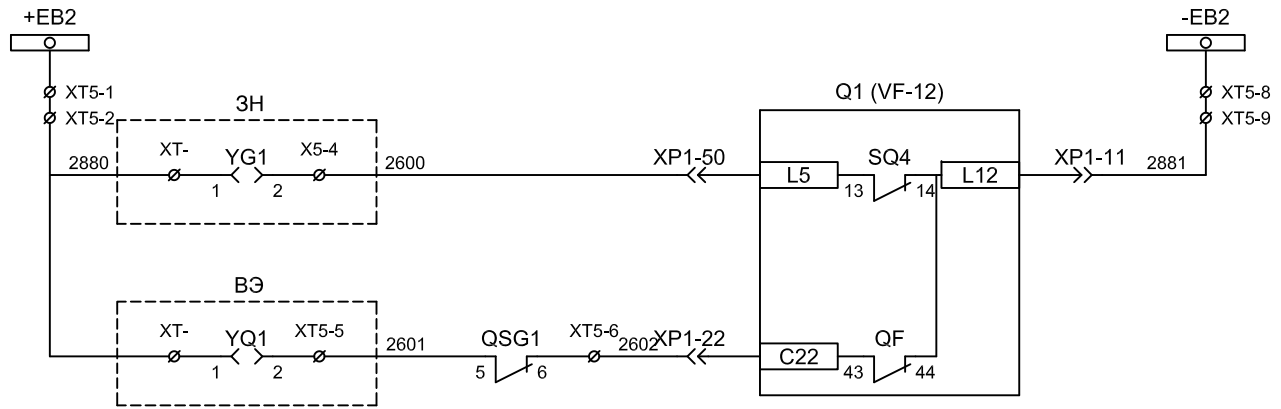 +EB2
-EB2
XT5-1
XT5-2
XT5-8
XT5-9
ЗН
Q1 (VF-12)
2880
XT-
YG1
X5-4
2600
XP1-50
SQ4
XP1-11
2881
1
2
L5
13
14
L12
ВЭ
XT-
YQ1
XT5-5
2601
QSG1
XT5-6
2602
XP1-22
QF
1
2
5
6
C22
43
44